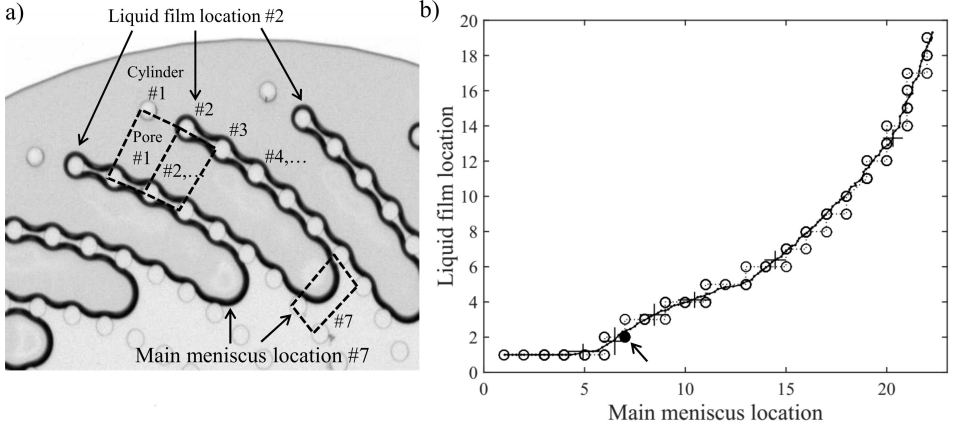 a)
Liquid film location #2
Cylinder
#1
#2
#3
Pore
#1
#2,...
#4,...
#7
Main meniscus location #7
b)
Liquid film location
20
18
16
14
12
10
8
6
4
2
0
0
5
10
15
20
Main meniscus location